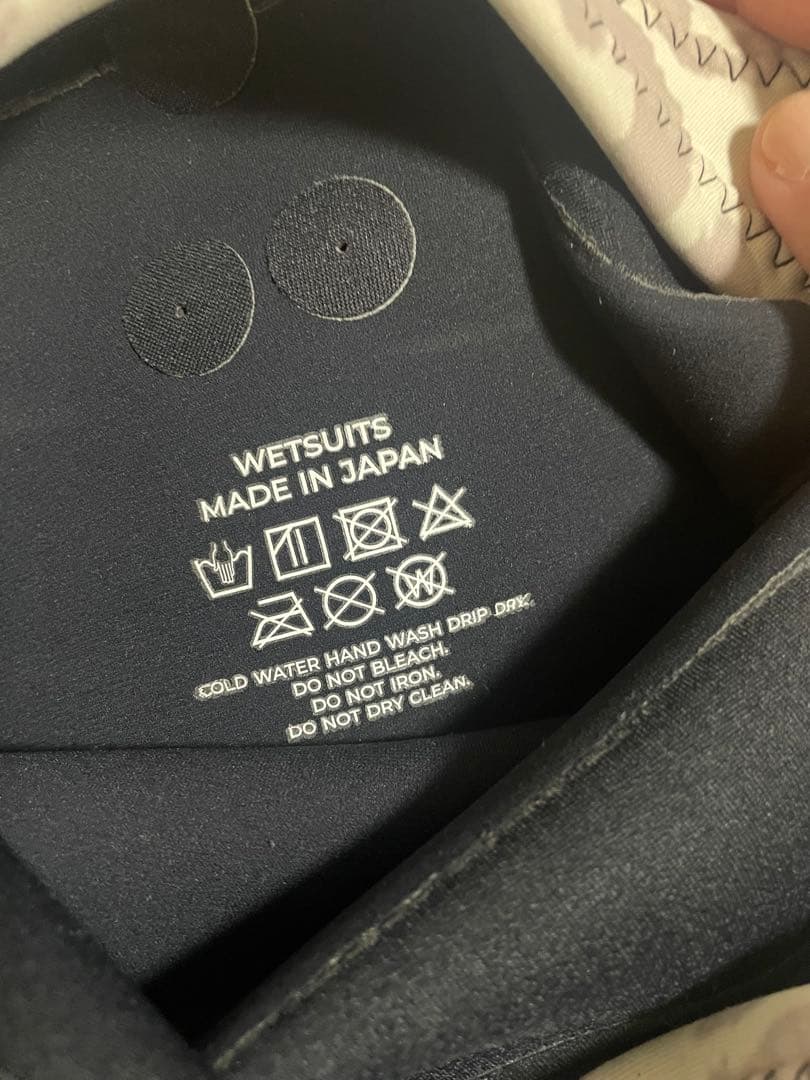 WETSUITS
MADE IN JAPAN
W
COLD WATER HAND WASH DRIP DRY.
DO NOT BLEACH.
DO NOT IRON.
DO NOT DRY CLEAN.